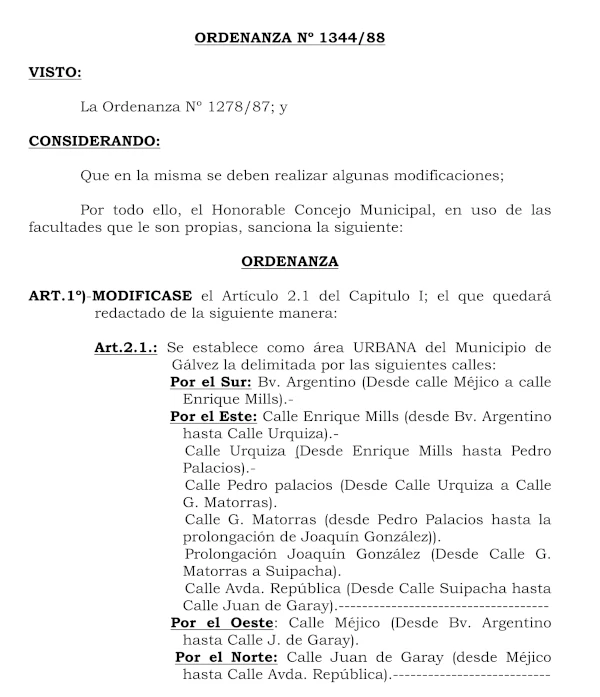 ORDENANZA Nº 1344/88
VISTO:
La Ordenanza Nº 1278/87; y
CONSIDERANDO:
Que en la misma se deben realizar algunas modificaciones;
Por todo ello, el Honorable Concejo Municipal, en uso de las
facultades que le son propias, sanciona la siguiente:
ORDENANZA
ART.1º)-MODIFICASE el Artículo 2.1 del Capitulo I; el que quedará
redactado de la siguiente manera:
Art.2.1.: Se establece como área URBANA del Municipio de
Gálvez la delimitada por las siguientes calles:
Por el Sur: Bv. Argentino (Desde calle Méjico a calle
Enrique Mills).-
Por el Este: Calle Enrique Mills (desde Bv. Argentino
hasta Calle Urquiza).-
Calle Urquiza (Desde Enrique Mills hasta Pedro
Palacios).-
Calle Pedro palacios (Desde Calle Urquiza a Calle
G. Matorras).
Calle G. Matorras (desde Pedro Palacios hasta la
prolongación de Joaquín González)).
Prolongación Joaquín González (Desde Calle G.
Matorras a Suipacha).
Calle Avda. República (Desde Calle Suipacha hasta
Calle Juan de Garay).------------------------------------
Por el Oeste: Calle Méjico (Desde Bv. Argentino
hasta Calle J. de Garay).
Por el Norte: Calle Juan de Garay (desde Méjico
hasta Calle Avda. República).---------------------------